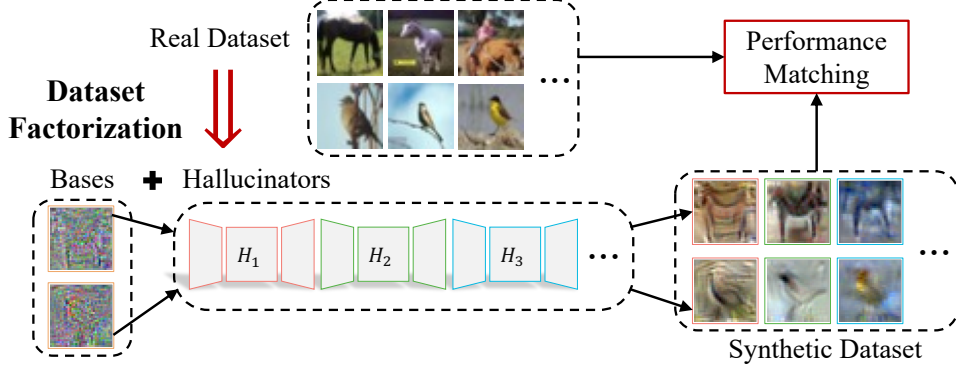 Real Dataset
Performance
Matching
Dataset
Factorization
Bases + Hallucinators
H₁
H₂
H₃
...
...
...
Synthetic Dataset